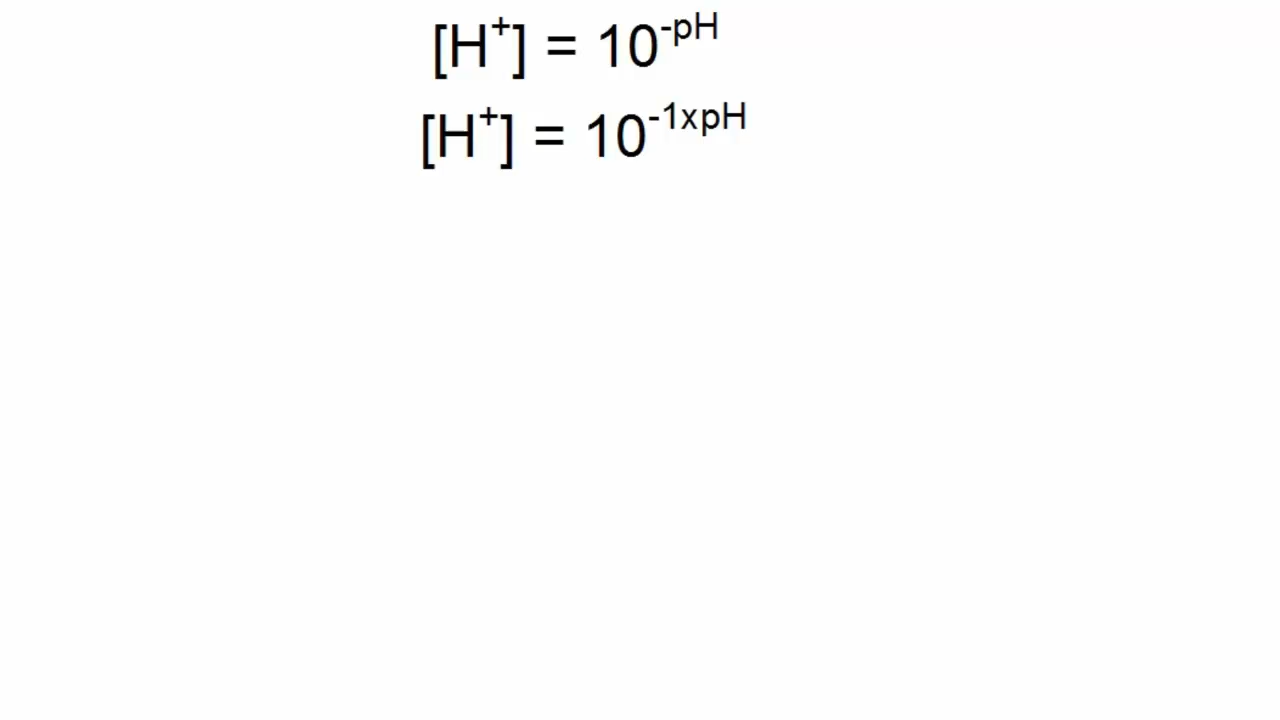 [H⁺] = 10⁻ᵖᴴ
[H⁺] = 10⁻¹ˣᵖᴴ